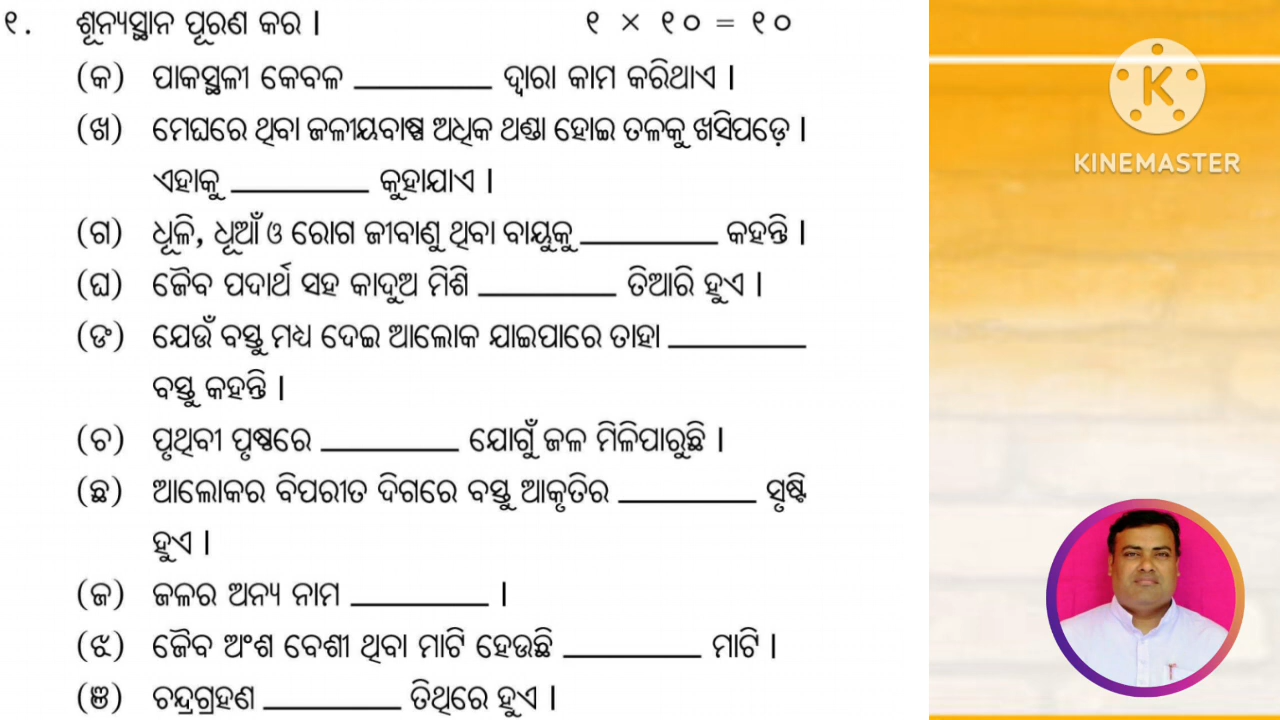 ୧. ଶୂନ୍ୟସ୍ଥାନ ପୂରଣ କର । ୧ × ୧୦ = ୧୦
(କ) ପାକସ୍ଥଳୀ କେବଳ __________ ଦ୍ୱାରା କାମ କରିଥାଏ ।
(ଖ) ମେଘରେ ଥିବା ଜଳୀୟବାଷ୍ପ ଅଧିକ ଥଣ୍ଡା ହୋଇ ତଳକୁ ଖସିପଡ଼େ ।
ଏହାକୁ __________ କୁହାଯାଏ ।
(ଗ) ଧୂଳି, ଧୂଆଁ ଓ ରୋଗ ଜୀବାଣୁ ଥିବା ବାୟୁକୁ __________ କହନ୍ତି ।
(ଘ) ଜୈବ ପଦାର୍ଥ ସହ କାଦୁଅ ମିଶି __________ ତିଆରି ହୁଏ ।
(ଙ) ଯେଉଁ ବସ୍ତୁ ମଧ୍ୟ ଦେଇ ଆଲୋକ ଯାଇପାରେ ତାହା __________
ବସ୍ତୁ କହନ୍ତି ।
(ଚ) ପୃଥିବୀ ପୃଷ୍ଠରେ __________ ଯୋଗୁଁ ଜଳ ମିଳିପାରୁଛି ।
(ଛ) ଆଲୋକର ବିପରୀତ ଦିଗରେ ବସ୍ତୁ ଆକୃତିର __________ ସୃଷ୍ଟି
ହୁଏ ।
(ଜ) ଜଳର ଅନ୍ୟ ନାମ __________ ।
(ଝ) ଜୈବ ଅଂଶ ବେଶୀ ଥିବା ମାଟି ହେଉଛି __________ ମାଟି ।
(ଞ) ଚନ୍ଦ୍ରଗ୍ରହଣ __________ ତିଥିରେ ହୁଏ ।
K
KINEMASTER